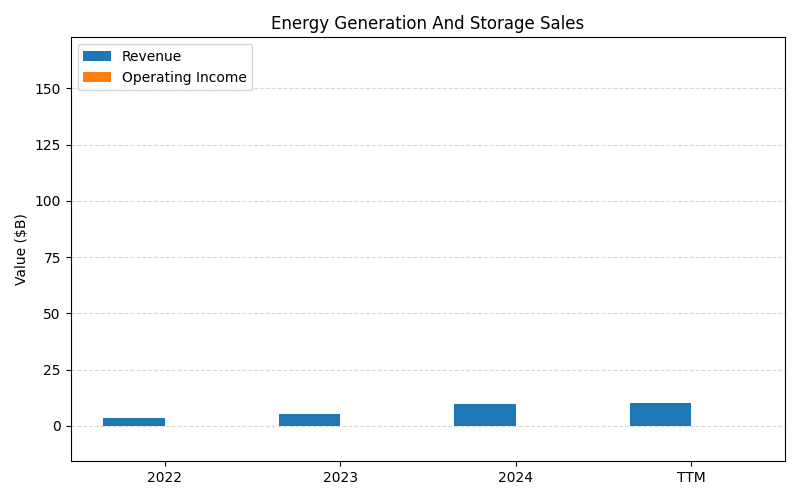 Energy Generation And Storage Sales
Revenue
Operating Income
Value ($B)
150
125
100
75
50
25
0
2022
2023
2024
TTM